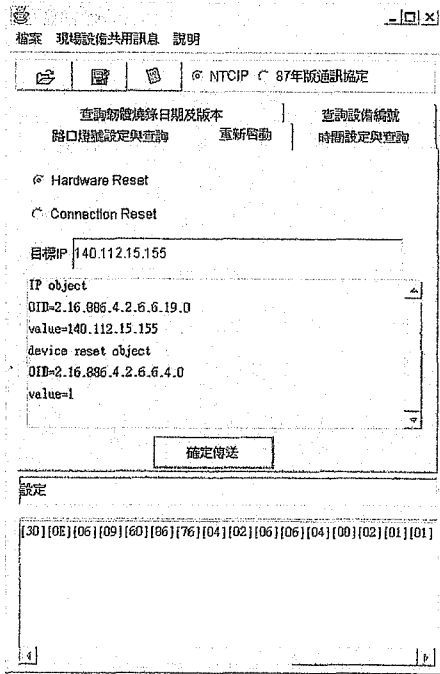 檔案 現場設備共用訊息 說明
NTCIP 87年版通訊協定
查詢韌體燒錄日期及版本 查詢設備編號
路口燈號設定與查詢 重新啟動 時間設定與查詢
Hardware Reset
Connection Reset
目標IP 140.112.15.155
IP object
OID=2.16.886.4.2.6.6.19.0
value=140.112.15.155
device reset object
OID=2.16.886.4.2.6.6.4.0
value=1
確定傳送
設定
[30][0E][06][09][60][86][76][04][02][06][06][04][00][02][01][01]